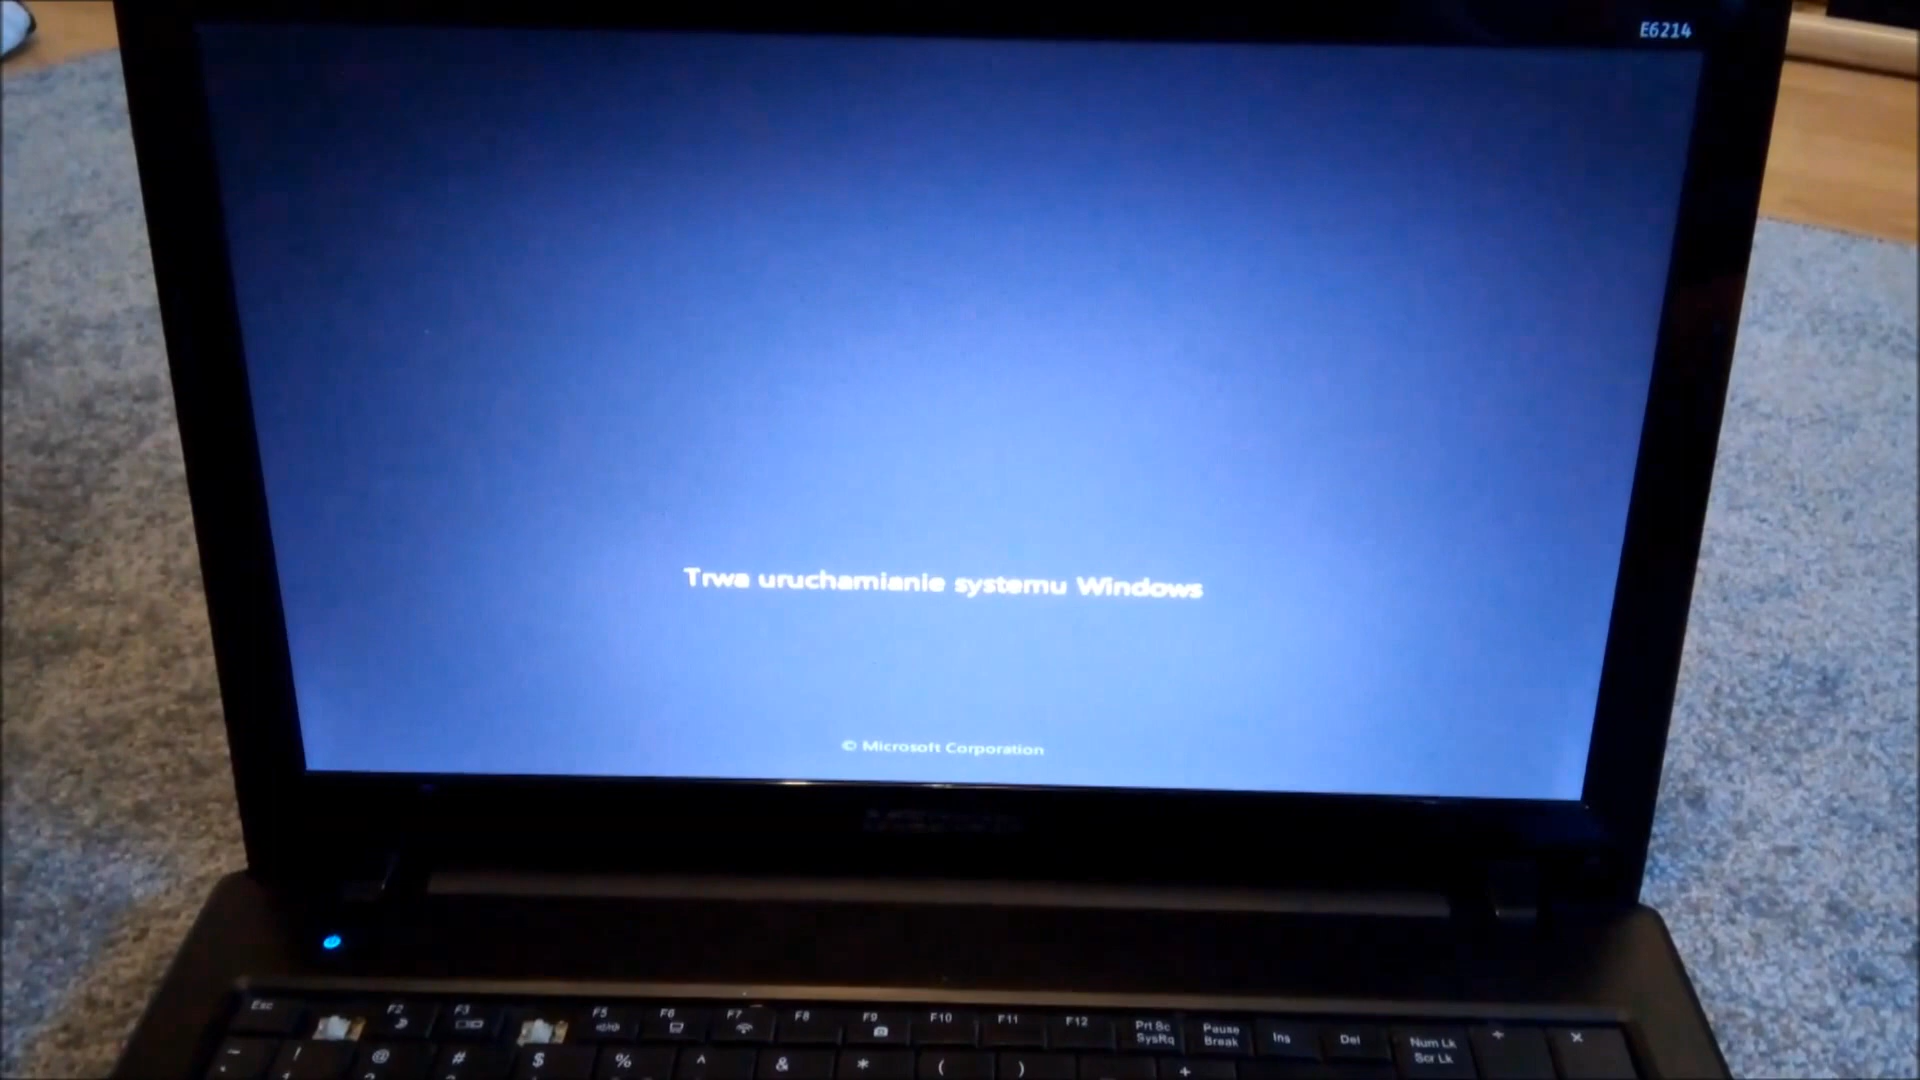 E6214
Trwa uruchamianie systemu Windows
© Microsoft Corporation
Esc F2 F3 F5 F6 F7 F8 F9 F10 F11 F12 Prt Sc SysRq Pause Break Ins Del Num Lk Scr Lk ÷ ×
~ ! @ # $ % ^ & * ( ) +